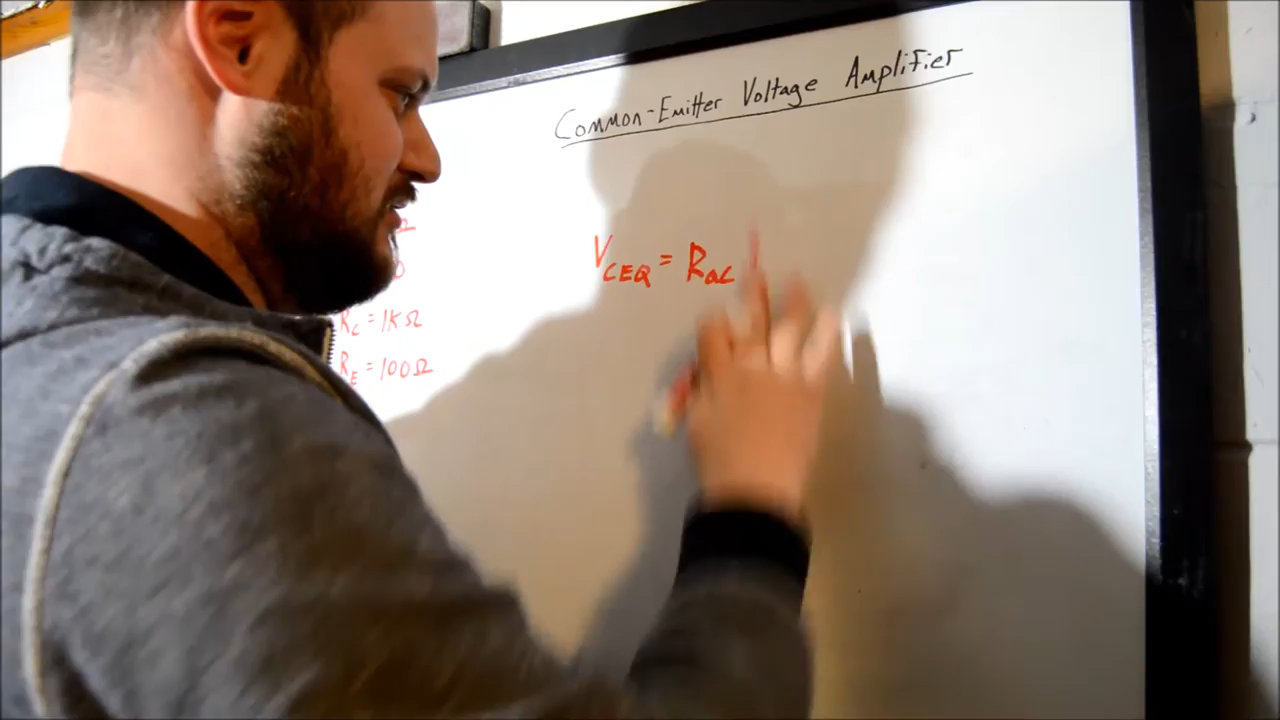 Common-Emitter Voltage Amplifier
V_CEQ = R_ac
R_C = 1KΩ
R_E = 100Ω